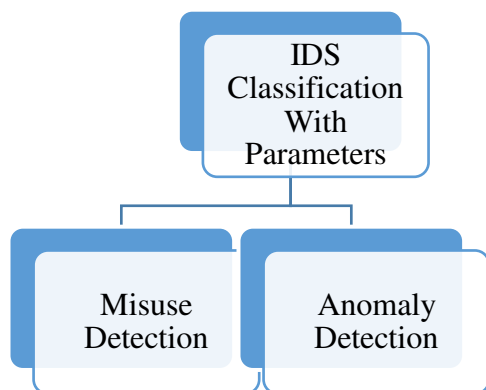 IDS
Classification
With
Parameters
Misuse
Detection
Anomaly
Detection